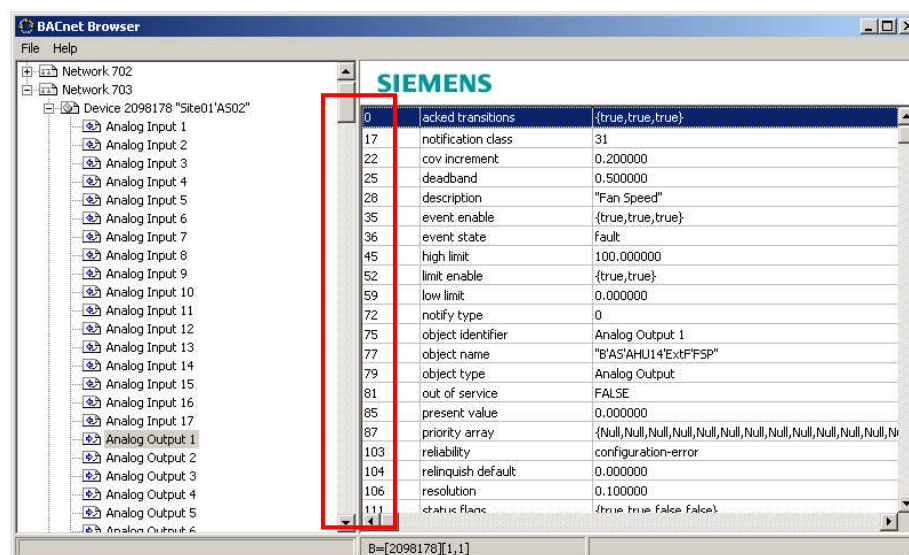 BACnet Browser
File Help
Network 702
Network 703
Device 2098178 "Site01'AS02"
Analog Input 1
Analog Input 2
Analog Input 3
Analog Input 4
Analog Input 5
Analog Input 6
Analog Input 7
Analog Input 8
Analog Input 9
Analog Input 10
Analog Input 11
Analog Input 12
Analog Input 13
Analog Input 14
Analog Input 15
Analog Input 16
Analog Input 17
Analog Output 1
Analog Output 2
Analog Output 3
Analog Output 4
Analog Output 5
Analog Output 6
SIEMENS
0 acked transitions {true,true,true}
17 notification class 31
22 cov increment 0.200000
25 deadband 0.500000
28 description "Fan Speed"
35 event enable {true,true,true}
36 event state fault
45 high limit 100.000000
52 limit enable {true,true}
59 low limit 0.000000
72 notify type 0
75 object identifier Analog Output 1
77 object name "B'AS'AHU14'ExtF'FSP"
79 object type Analog Output
81 out of service FALSE
85 present value 0.000000
87 priority array {Null,Null,Null,Null,Null,Null,Null,Null,Null,Null,Null,Null,N
103 reliability configuration-error
104 relinquish default 0.000000
106 resolution 0.100000
111 status flags {true,true,false,false}
B=[2098178][1,1]